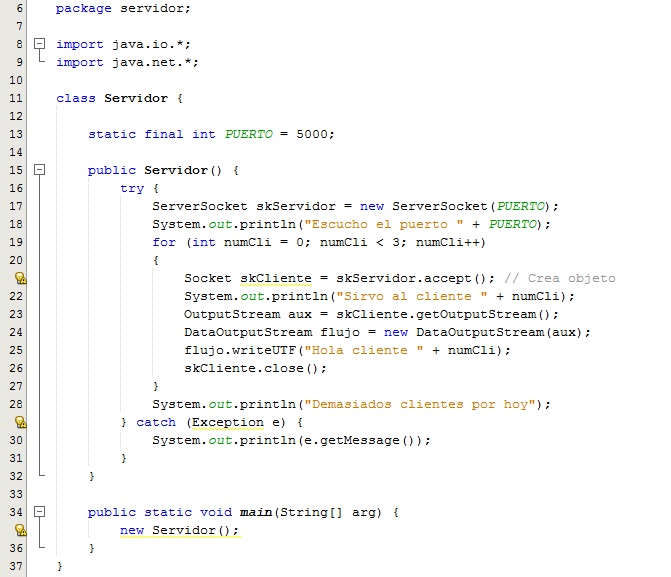 6 package servidor;
7
8 import java.io.*;
9 import java.net.*;
10
11 class Servidor {
12
13 static final int PUERTO = 5000;
14
15 public Servidor() {
16 try {
17 ServerSocket skServidor = new ServerSocket(PUERTO);
18 System.out.println("Escucho el puerto " + PUERTO);
19 for (int numCli = 0; numCli < 3; numCli++)
20 {
Socket skCliente = skServidor.accept(); // Crea objeto
22 System.out.println("Sirvo al cliente " + numCli);
23 OutputStream aux = skCliente.getOutputStream();
24 DataOutputStream flujo = new DataOutputStream(aux);
25 flujo.writeUTF("Hola cliente " + numCli);
26 skCliente.close();
27 }
28 System.out.println("Demasiados clientes por hoy");
} catch (Exception e) {
30 System.out.println(e.getMessage());
31 }
32 }
33
34 public static void main(String[] arg) {
new Servidor();
36 }
37 }